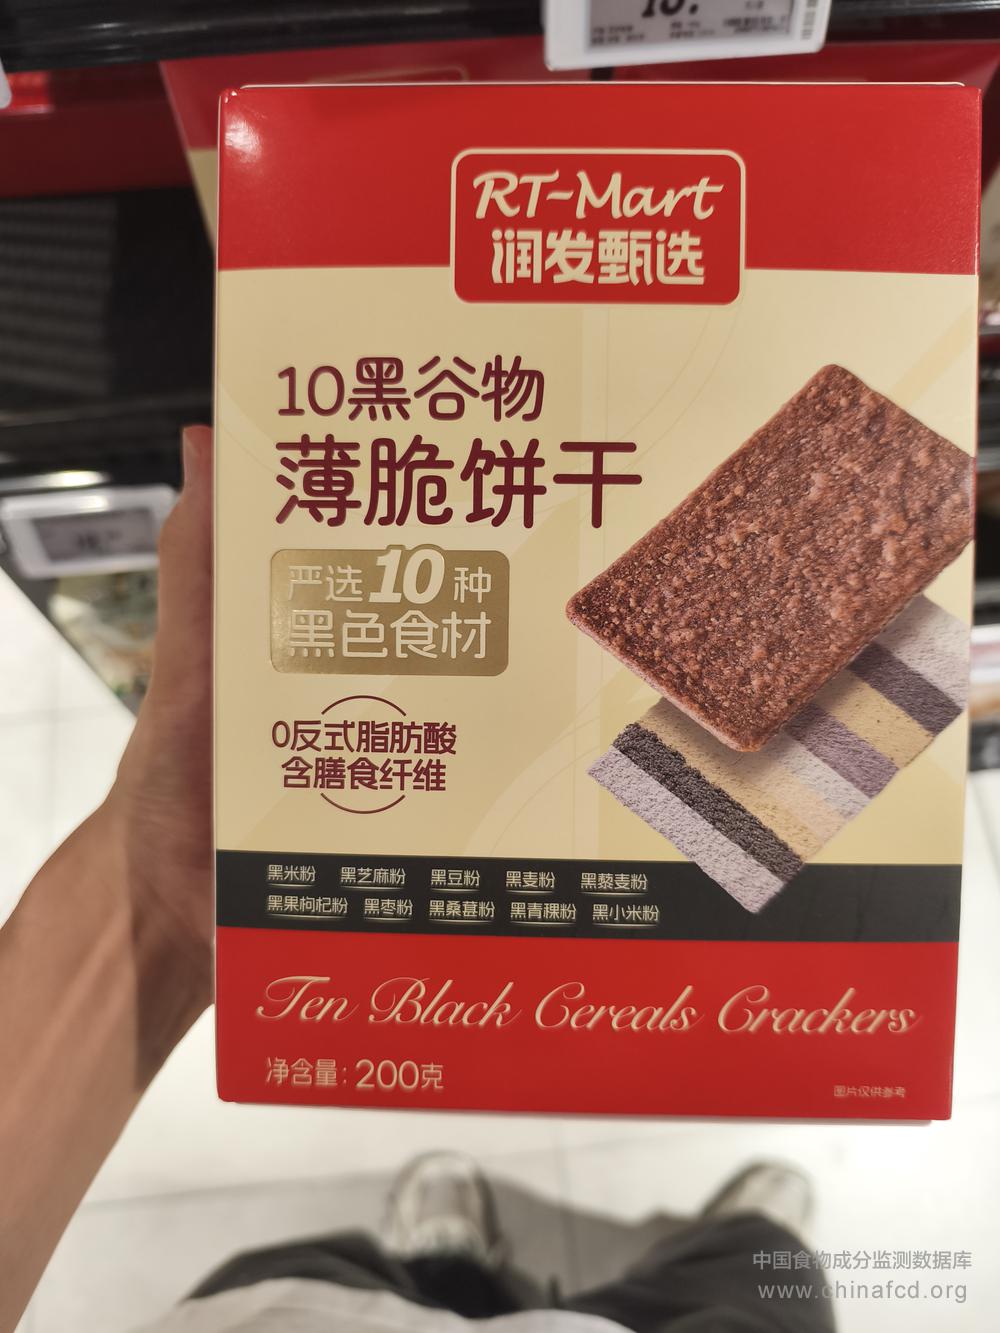 RT-Mart
润发甄选
10黑谷物
薄脆饼干
严选10种
黑色食材
0反式脂肪酸
含膳食纤维
黑米粉 黑芝麻粉 黑豆粉 黑麦粉 黑藜麦粉
黑果枸杞粉 黑枣粉 黑桑葚粉 黑青稞粉 黑小米粉
Ten Black Cereals Crackers
净含量：200克
图片仅供参考
中国食物成分监测数据库
www.chinafcd.org